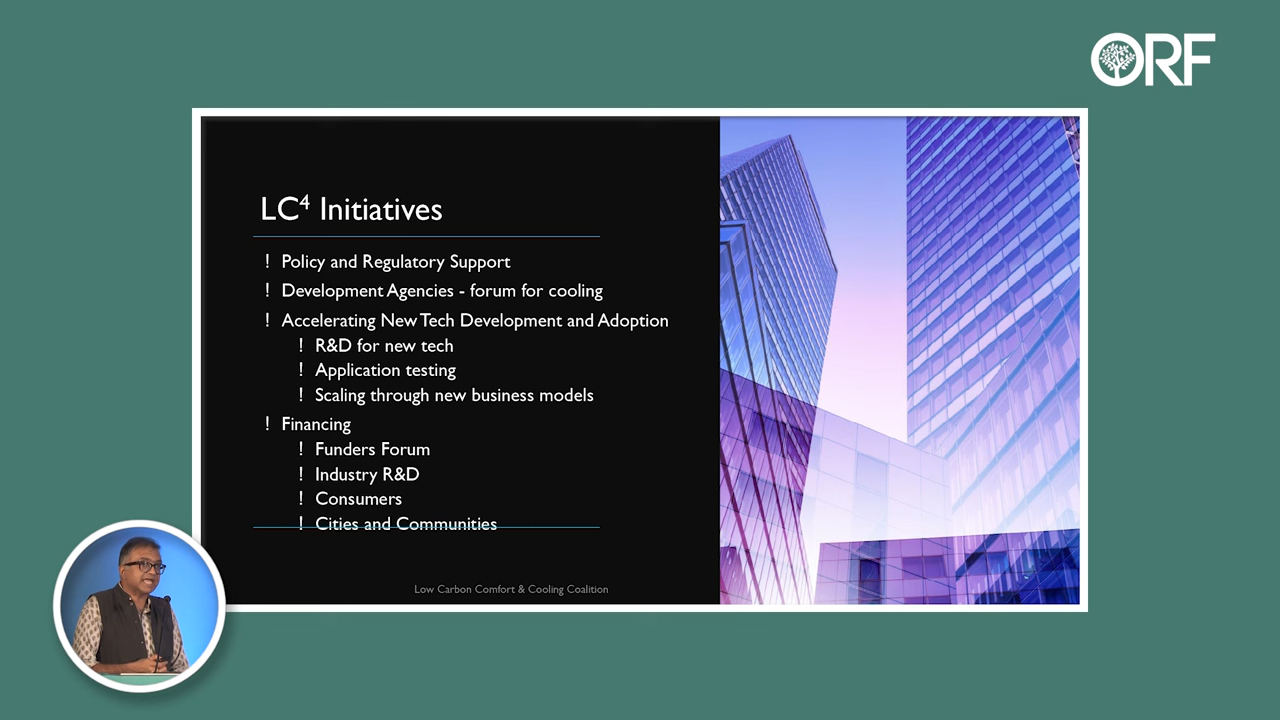 ORF
LC⁴ Initiatives
! Policy and Regulatory Support
! Development Agencies - forum for cooling
! Accelerating New Tech Development and Adoption
! R&D for new tech
! Application testing
! Scaling through new business models
! Financing
! Funders Forum
! Industry R&D
! Consumers
! Cities and Communities
Low Carbon Comfort & Cooling Coalition